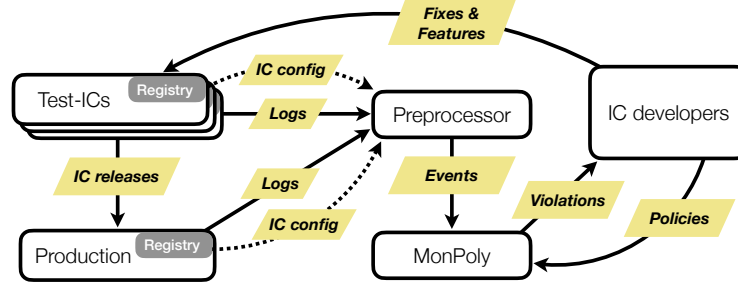 Fixes &
Features
Registry
IC config
Test-ICs
Logs
Preprocessor
IC developers
IC releases
Logs
Events
IC config
Violations
Policies
Registry
Production
MonPoly